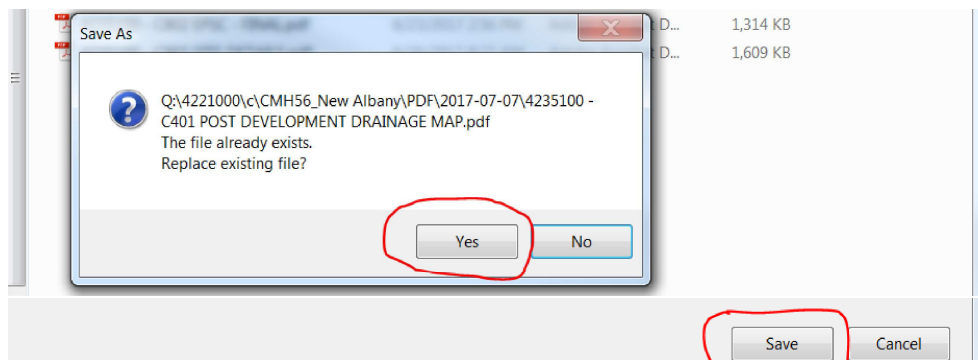 Save As
D... 1,314 KB
D... 1,609 KB
Q:\4221000\c\CMH56_New Albany\PDF\2017-07-07\4235100 -
C401 POST DEVELOPMENT DRAINAGE MAP.pdf
The file already exists.
Replace existing file?
Yes No
Save Cancel